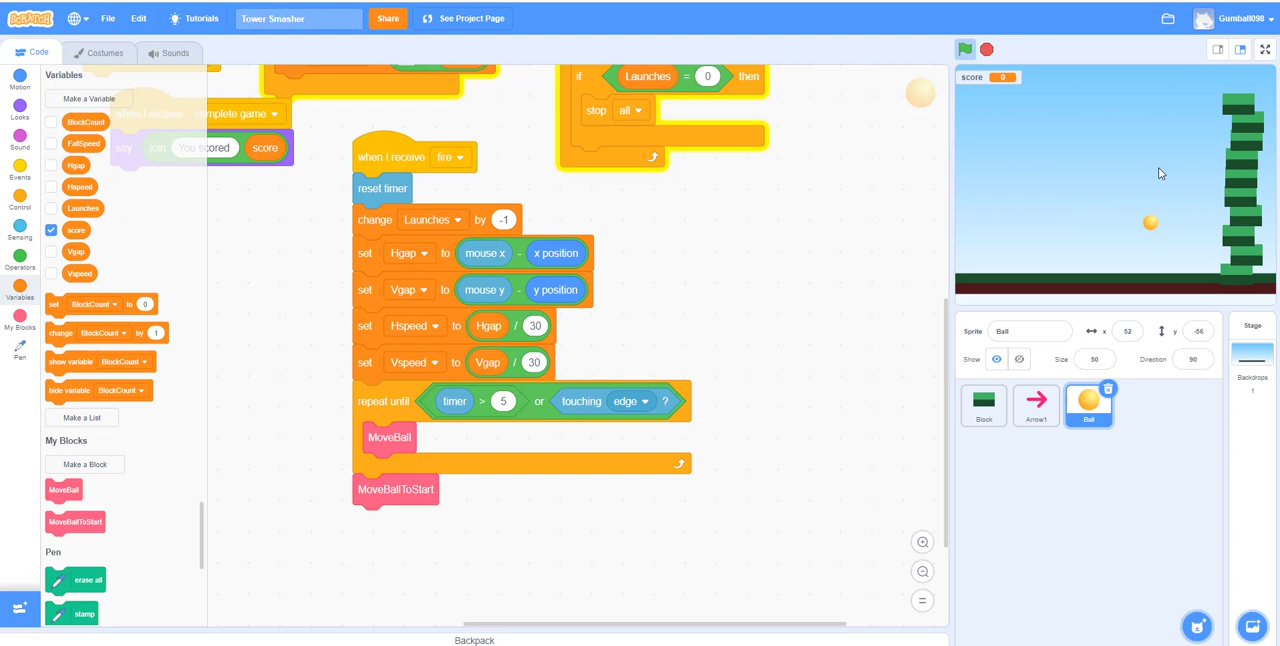 SCRATCH File Edit Tutorials Tower Smasher Share See Project Page Gumball098
Code Costumes Sounds
Motion
Looks
Sound
Events
Control
Sensing
Operators
Variables
My Blocks
Pen
Variables
Make a Variable
BlockCount
FallSpeed
Hgap
Hspeed
Launches
score
Vgap
Vspeed
set BlockCount to 0
change BlockCount by 1
show variable BlockCount
hide variable BlockCount
Make a List
My Blocks
Make a Block
MoveBall
MoveBallToStart
Pen
erase all
stamp
when I receive complete game
say join You scored score
if Launches = 0 then
stop all
when I receive fire
reset timer
change Launches by -1
set Hgap to mouse x - x position
set Vgap to mouse y - y position
set Hspeed to Hgap / 30
set Vspeed to Vgap / 30
repeat until timer > 5 or touching edge ?
MoveBall
MoveBallToStart
score 0
Sprite Ball x 52 y -56
Show Size 50 Direction 90
Block Arrow1 Ball
Stage
Backdrops
1
Backpack